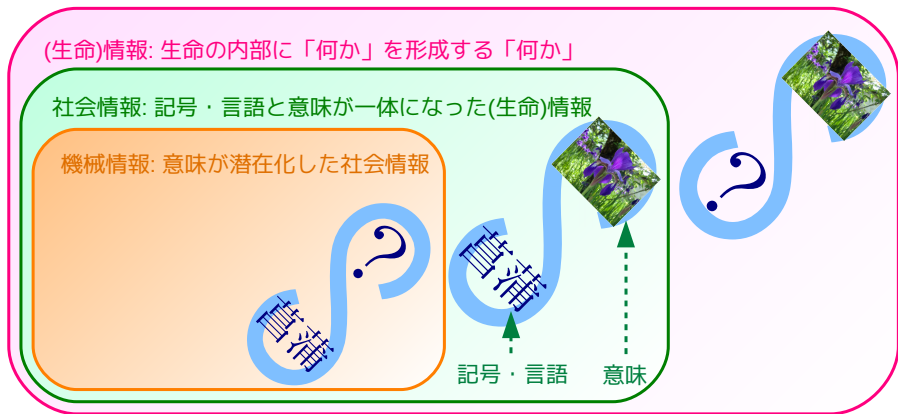 (生命)情報: 生命の内部に「何か」を形成する「何か」
社会情報: 記号・言語と意味が一体になった(生命)情報
機械情報: 意味が潜在化した社会情報
?
菖蒲
?
菖蒲
記号・言語
意味